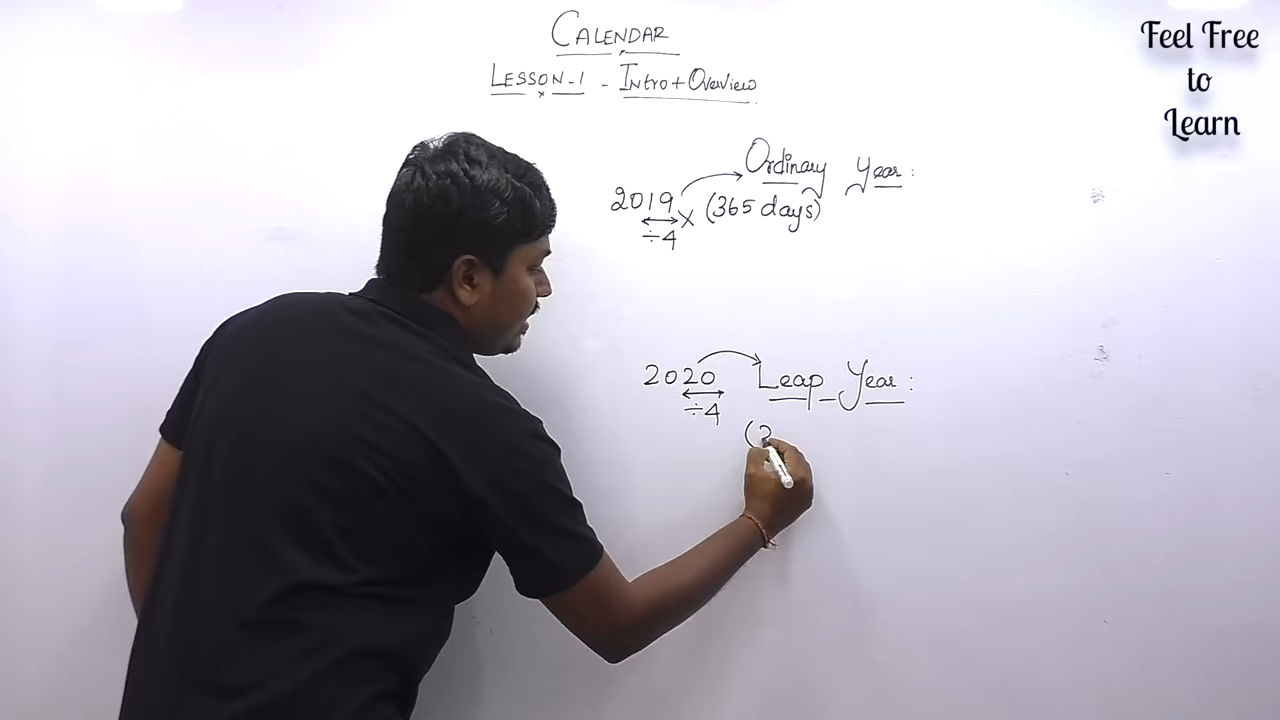 CALENDAR
LESSON-1 - Intro + Overview
Feel Free
to
Learn
Ordinary Year:
2019 x (365 days)
÷4
2020 Leap Year:
÷4
(3